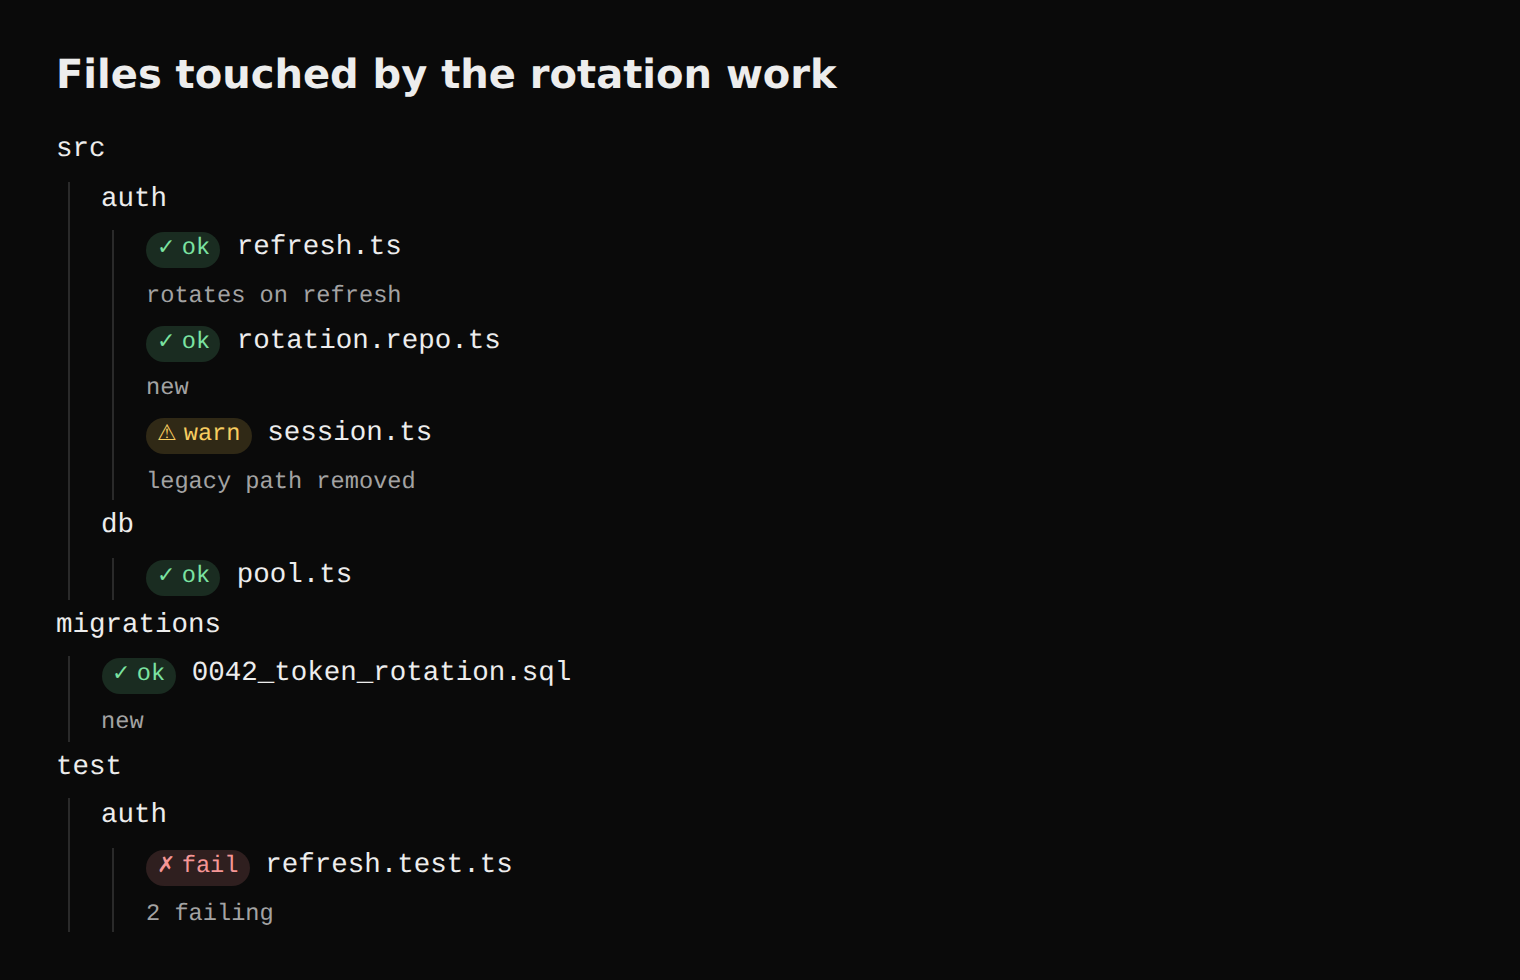 Files touched by the rotation work
src
auth
✓ ok refresh.ts
rotates on refresh
✓ ok rotation.repo.ts
new
⚠ warn session.ts
legacy path removed
db
✓ ok pool.ts
migrations
✓ ok 0042_token_rotation.sql
new
test
auth
✗ fail refresh.test.ts
2 failing